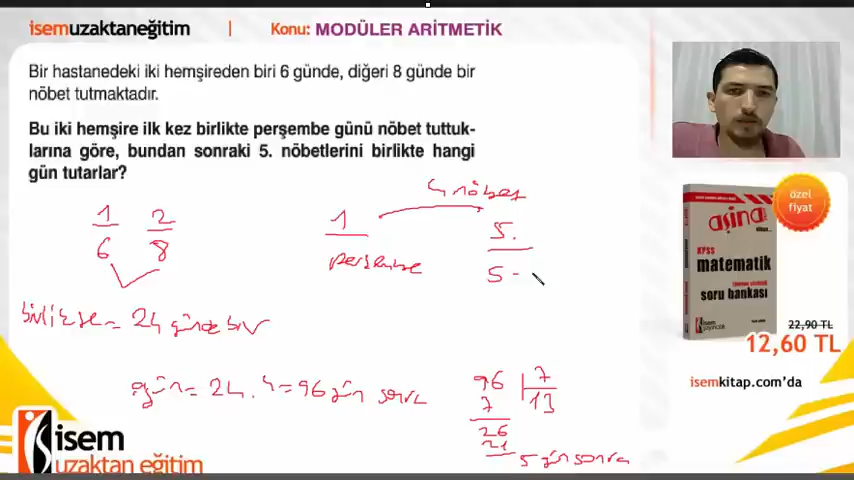 isemuzaktaneğitim | Konu: MODÜLER ARİTMETİK
Bir hastanedeki iki hemşireden biri 6 günde, diğeri 8 günde bir
nöbet tutmaktadır.
Bu iki hemşire ilk kez birlikte perşembe günü nöbet tuttuk-
larına göre, bundan sonraki 5. nöbetlerini birlikte hangi
gün tutarlar?
4 nöbet
1 2
6 8
1 5.
perşembe 5 -
birlikte = 24 günde bir
gün = 24 . 4 = 96 gün sonra
96 7
7 13
26
21
5 gün sonra
özel
fiyat
aşina
KPSS
matematik
soru bankası
isem
yayıncılık
22,90 TL
12,60 TL
isemkitap.com'da
isem
uzaktan eğitim